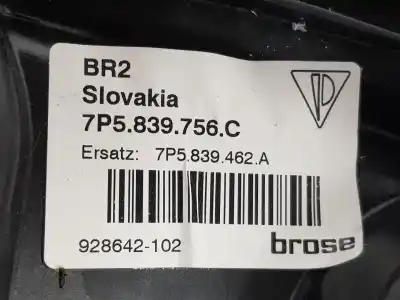 BR2
Slovakia
7P5.839.756.C
Ersatz: 7P5.839.462.A
928642-102
brose